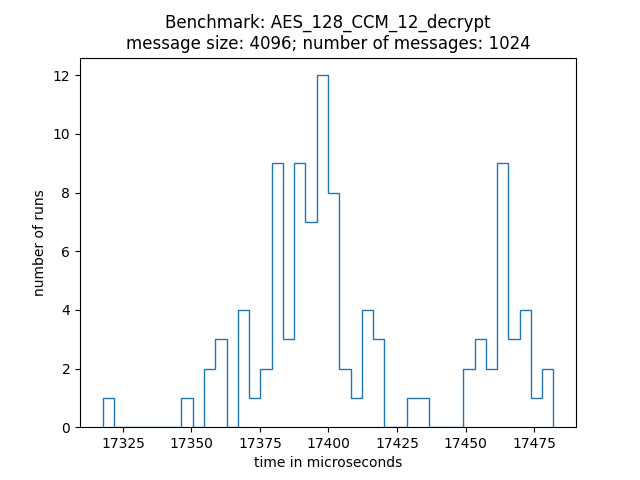 Benchmark: AES_128_CCM_12_decrypt
message size: 4096; number of messages: 1024
12
10
8
6
4
2
0
number of runs
17325 17350 17375 17400 17425 17450 17475
time in microseconds